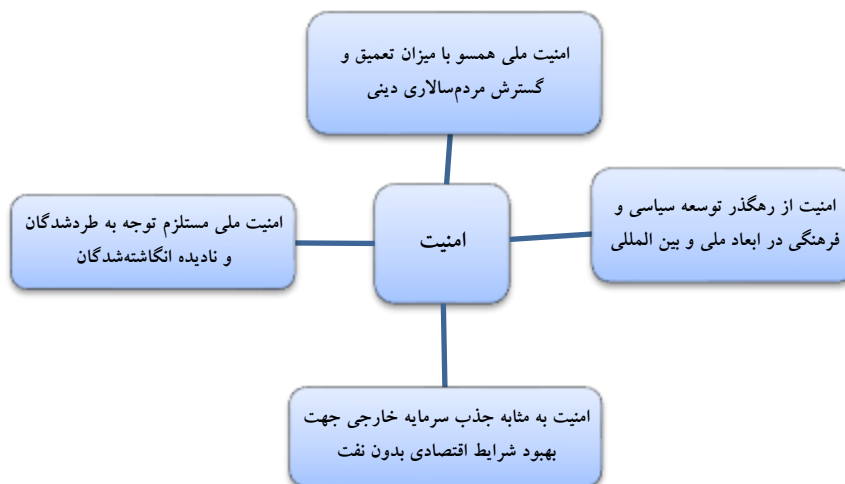 امنیت ملی همسو با میزان تعمیق و
گسترش مردم‌سالاری دینی
امنیت از رهگذر توسعه سیاسی و
فرهنگی در ابعاد ملی و بین المللی
امنیت
امنیت ملی مستلزم توجه به طردشدگان
و نادیده انگاشته‌شدگان
امنیت به مثابه جذب سرمایه خارجی جهت
بهبود شرایط اقتصادی بدون نفت